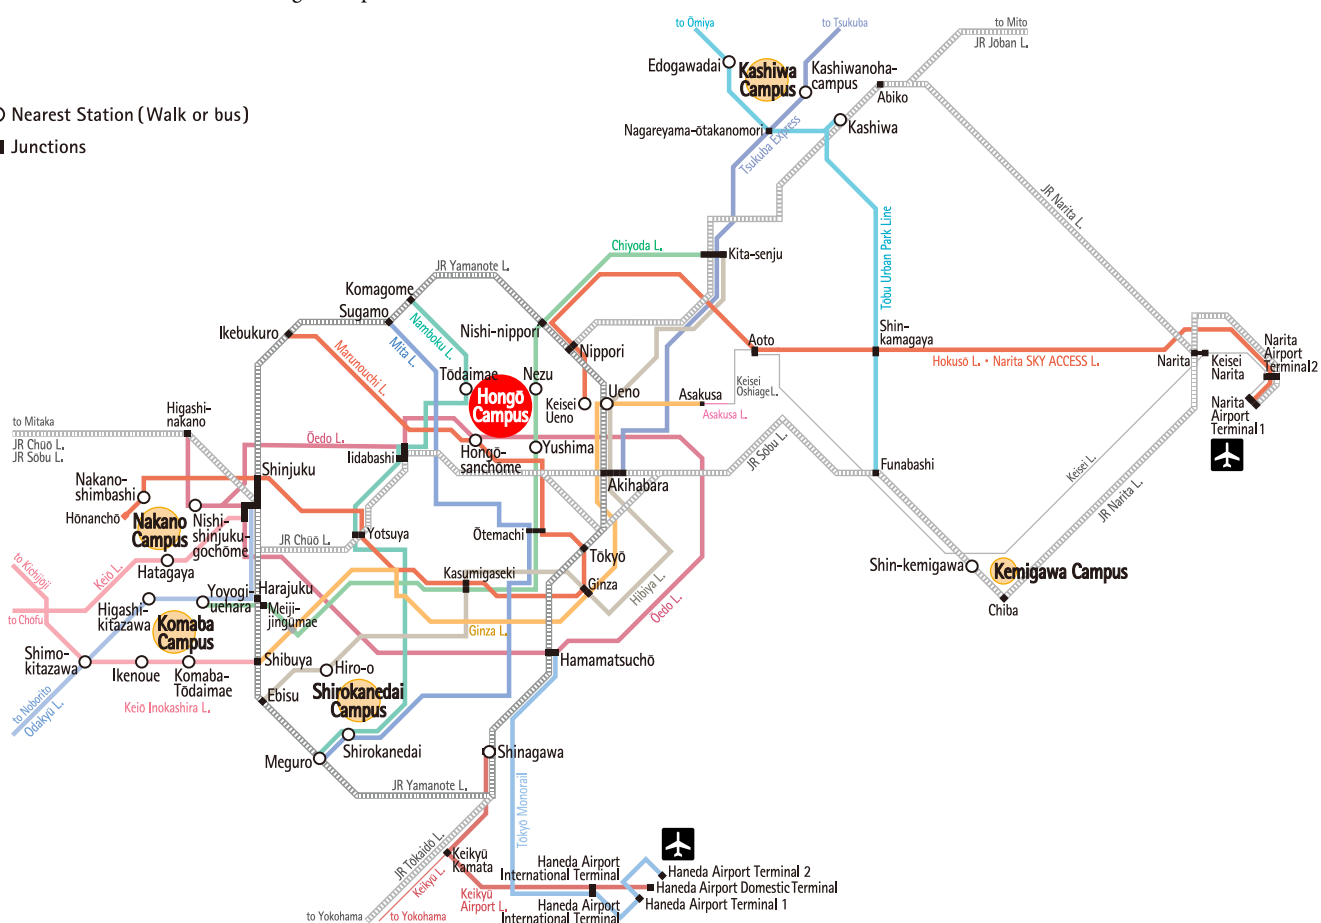 to Ōmiya
to Tsukuba
to Mito
JR Jōban L.
Edogawadai
Kashiwa
Campus
Kashiwanoha-
campus
Abiko
Nearest Station (Walk or bus)
Junctions
Nagareyama-ōtakanomori
Kashiwa
Tsukuba Express
JR Narita L.
Tōbu Urban Park Line
Chiyoda L.
Kita-senju
JR Yamanote L.
Komagome
Sugamo
Ikebukuro
Namboku L.
Mita L.
Marunouchi L.
Nishi-nippori
Nippori
Aoto
Shin-
kamagaya
Hokusō L. • Narita SKY ACCESS L.
Narita
Keisei
Narita
Narita
Airport
Terminal 2
Narita
Airport
Terminal 1
Tōdaimae
Nezu
Hongō
Campus
Keisei
Ueno
Ueno
Asakusa
Asakusa L.
Keisei
Oshiage L.
Higashi-
nakano
to Mitaka
JR Chūō L.
JR Sōbu L.
Ōedo L.
Iidabashi
Hongō-
sanchōme
Yushima
JR Sōbu L.
Funabashi
Keisei L.
JR Narita L.
Shinjuku
Akihabara
Nakano-
shimbashi
Hōnanchō
Nakano
Campus
Nishi-
shinjuku-
gochōme
JR Chūō L.
Yotsuya
Ōtemachi
Tōkyō
Hatagaya
to Kichijōji
Keiō L.
to Chōfu
Kasumigaseki
Ginza
Hibiya L.
Ōedo L.
Shin-kemigawa
Kemigawa Campus
Chiba
Yoyogi-
uehara
Harajuku
Meiji-
jingūmae
Higashi-
kitazawa
Komaba
Campus
Ginza L.
Shimo-
kitazawa
Ikenoue
Komaba-
Tōdaimae
Shibuya
Hiro-o
Hamamatsuchō
Ebisu
Shirokanedai
Campus
to Noborito
Odakyū L.
Keiō Inokashira L.
Meguro
Shirokanedai
Shinagawa
JR Yamanote L.
Tōkyō Monorail
JR Tōkaidō L.
Keikyū
Kamata
Keikyū L.
Keikyū
Airport L.
Haneda Airport
International Terminal
Haneda Airport Terminal 2
Haneda Airport Domestic Terminal
Haneda Airport Terminal 1
Haneda Airport
International Terminal
to Yokohama
to Yokohama